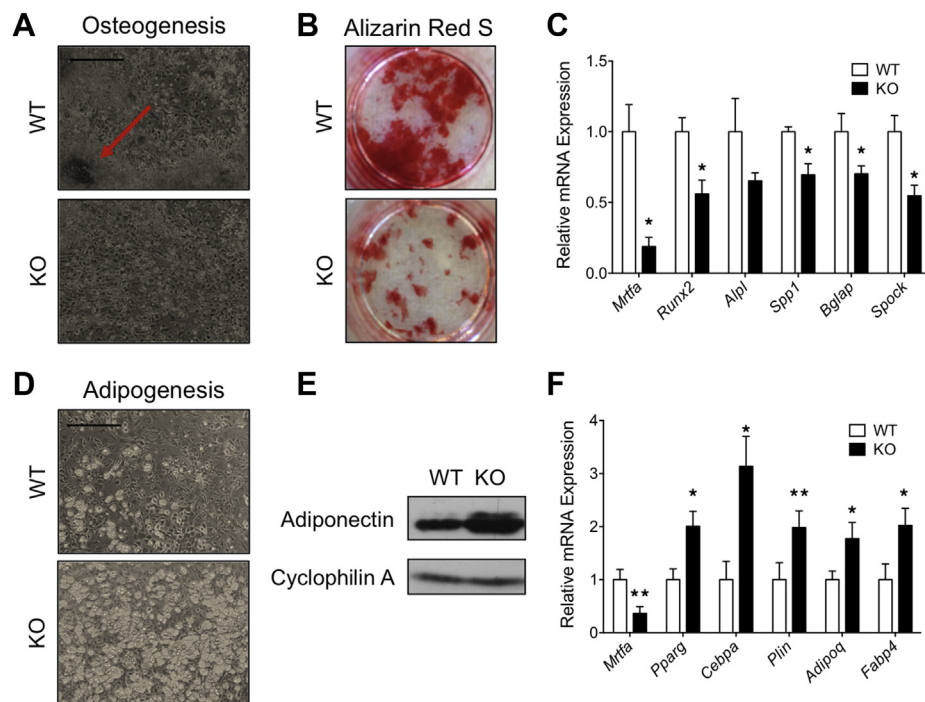 A
Osteogenesis
WT
KO
B
Alizarin Red S
WT
KO
C
Relative mRNA Expression
1.5
1.0
0.5
0.0
WT
KO
*
*
*
*
*
Mrtfa
Runx2
Alpl
Spp1
Bglap
Spock
D
Adipogenesis
WT
KO
E
WT KO
Adiponectin
Cyclophilin A
F
Relative mRNA Expression
4
3
2
1
0
WT
KO
**
*
*
**
*
*
Mrtfa
Pparg
Cebpa
Plin
Adipoq
Fabp4